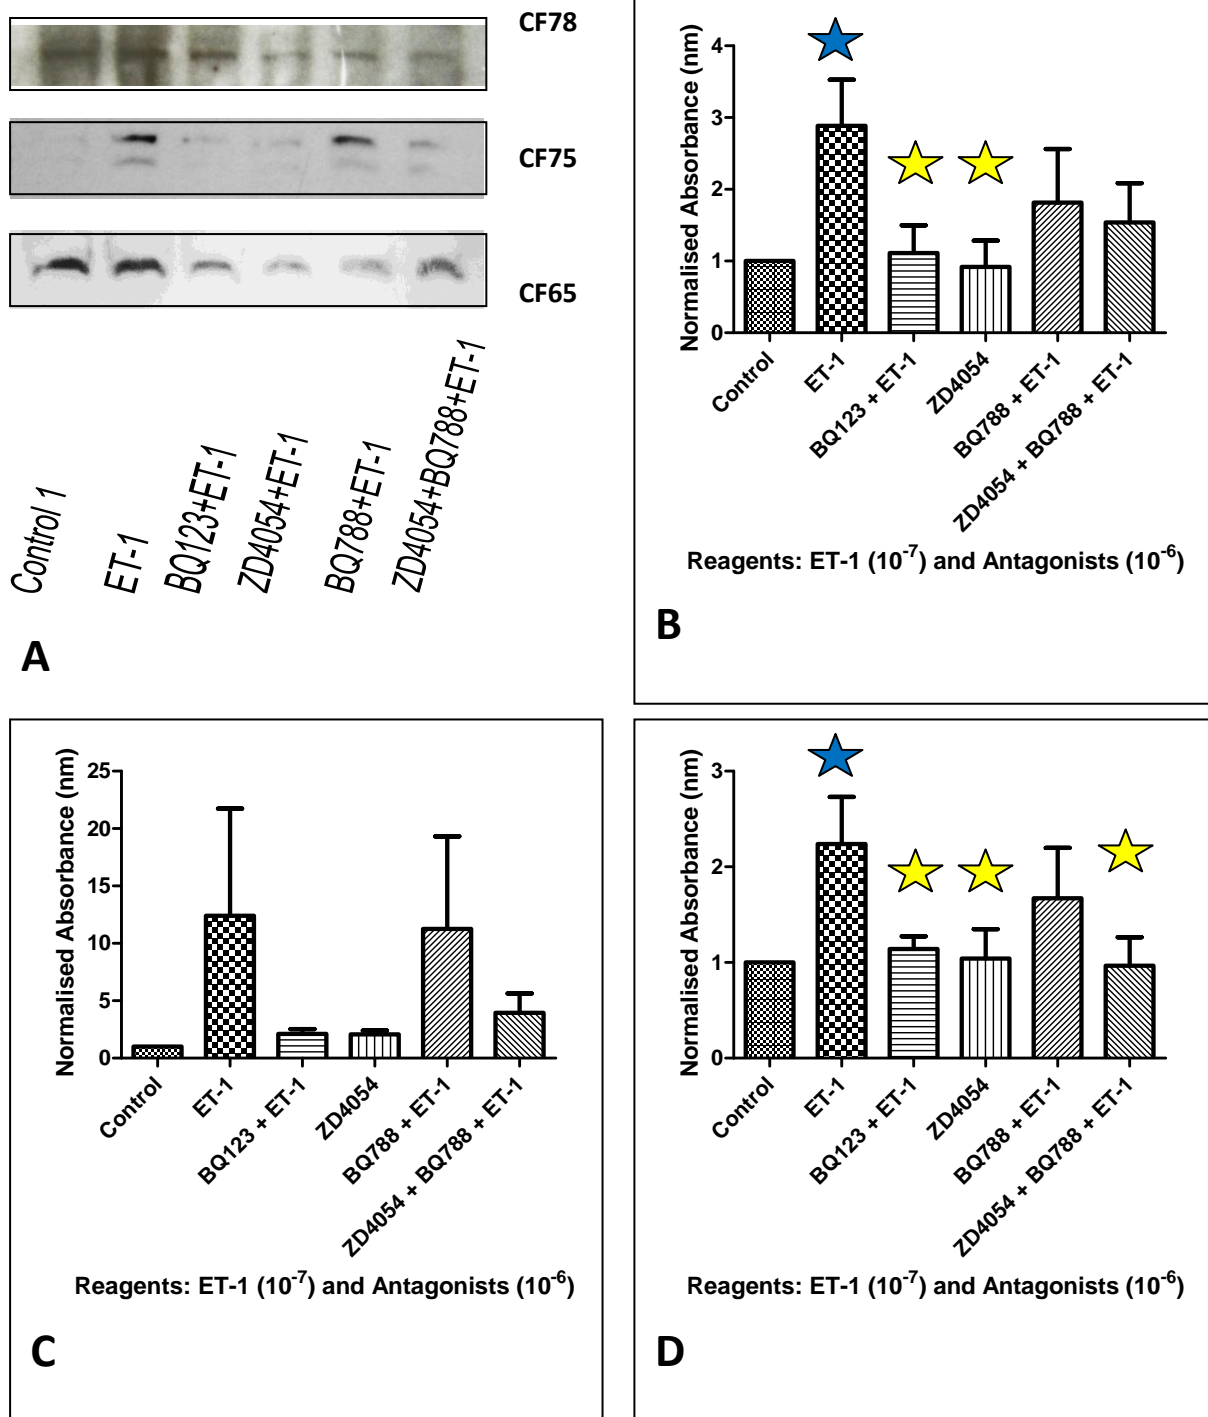 CF78
CF75
CF65
Control 1
ET-1
BQ123+ET-1
ZD4054+ET-1
BQ788+ET-1
ZD4054+BQ788+ET-1
A
Normalised Absorbance (nm)
4
3
2
1
0
Control
ET-1
BQ123 + ET-1
ZD4054
BQ788 + ET-1
ZD4054 + BQ788 + ET-1
Reagents: ET-1 (10⁻⁷) and Antagonists (10⁻⁶)
B
Normalised Absorbance (nm)
25
20
15
10
5
0
Control
ET-1
BQ123 + ET-1
ZD4054
BQ788 + ET-1
ZD4054 + BQ788 + ET-1
Reagents: ET-1 (10⁻⁷) and Antagonists (10⁻⁶)
C
Normalised Absorbance (nm)
3
2
1
0
Control
ET-1
BQ123 + ET-1
ZD4054
BQ788 + ET-1
ZD4054 + BQ788 + ET-1
Reagents: ET-1 (10⁻⁷) and Antagonists (10⁻⁶)
D